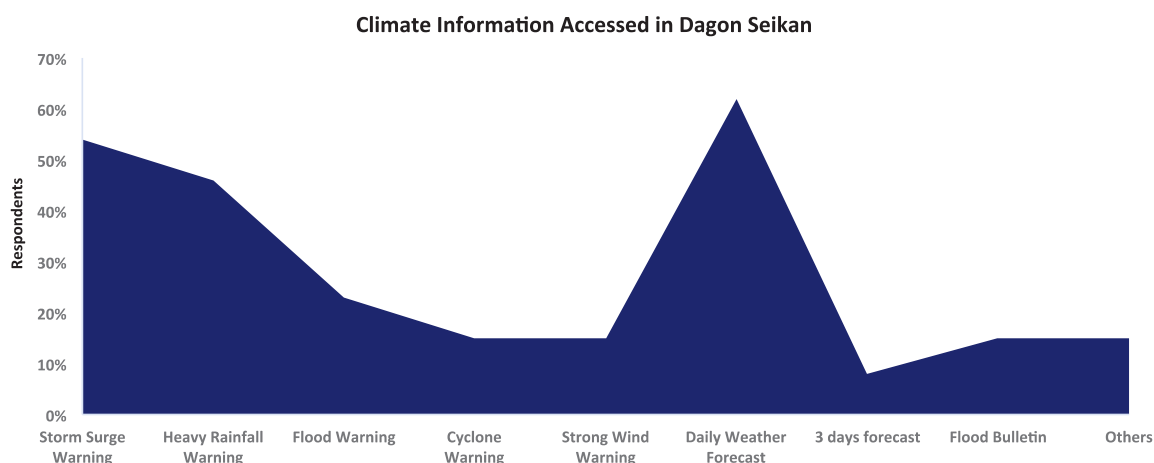 Climate Information Accessed in Dagon Seikan
70%
60%
50%
40%
30%
20%
10%
0%
Respondents
Storm Surge
Warning
Heavy Rainfall
Warning
Flood Warning
Cyclone
Warning
Strong Wind
Warning
Daily Weather
Forecast
3 days forecast
Flood Bulletin
Others